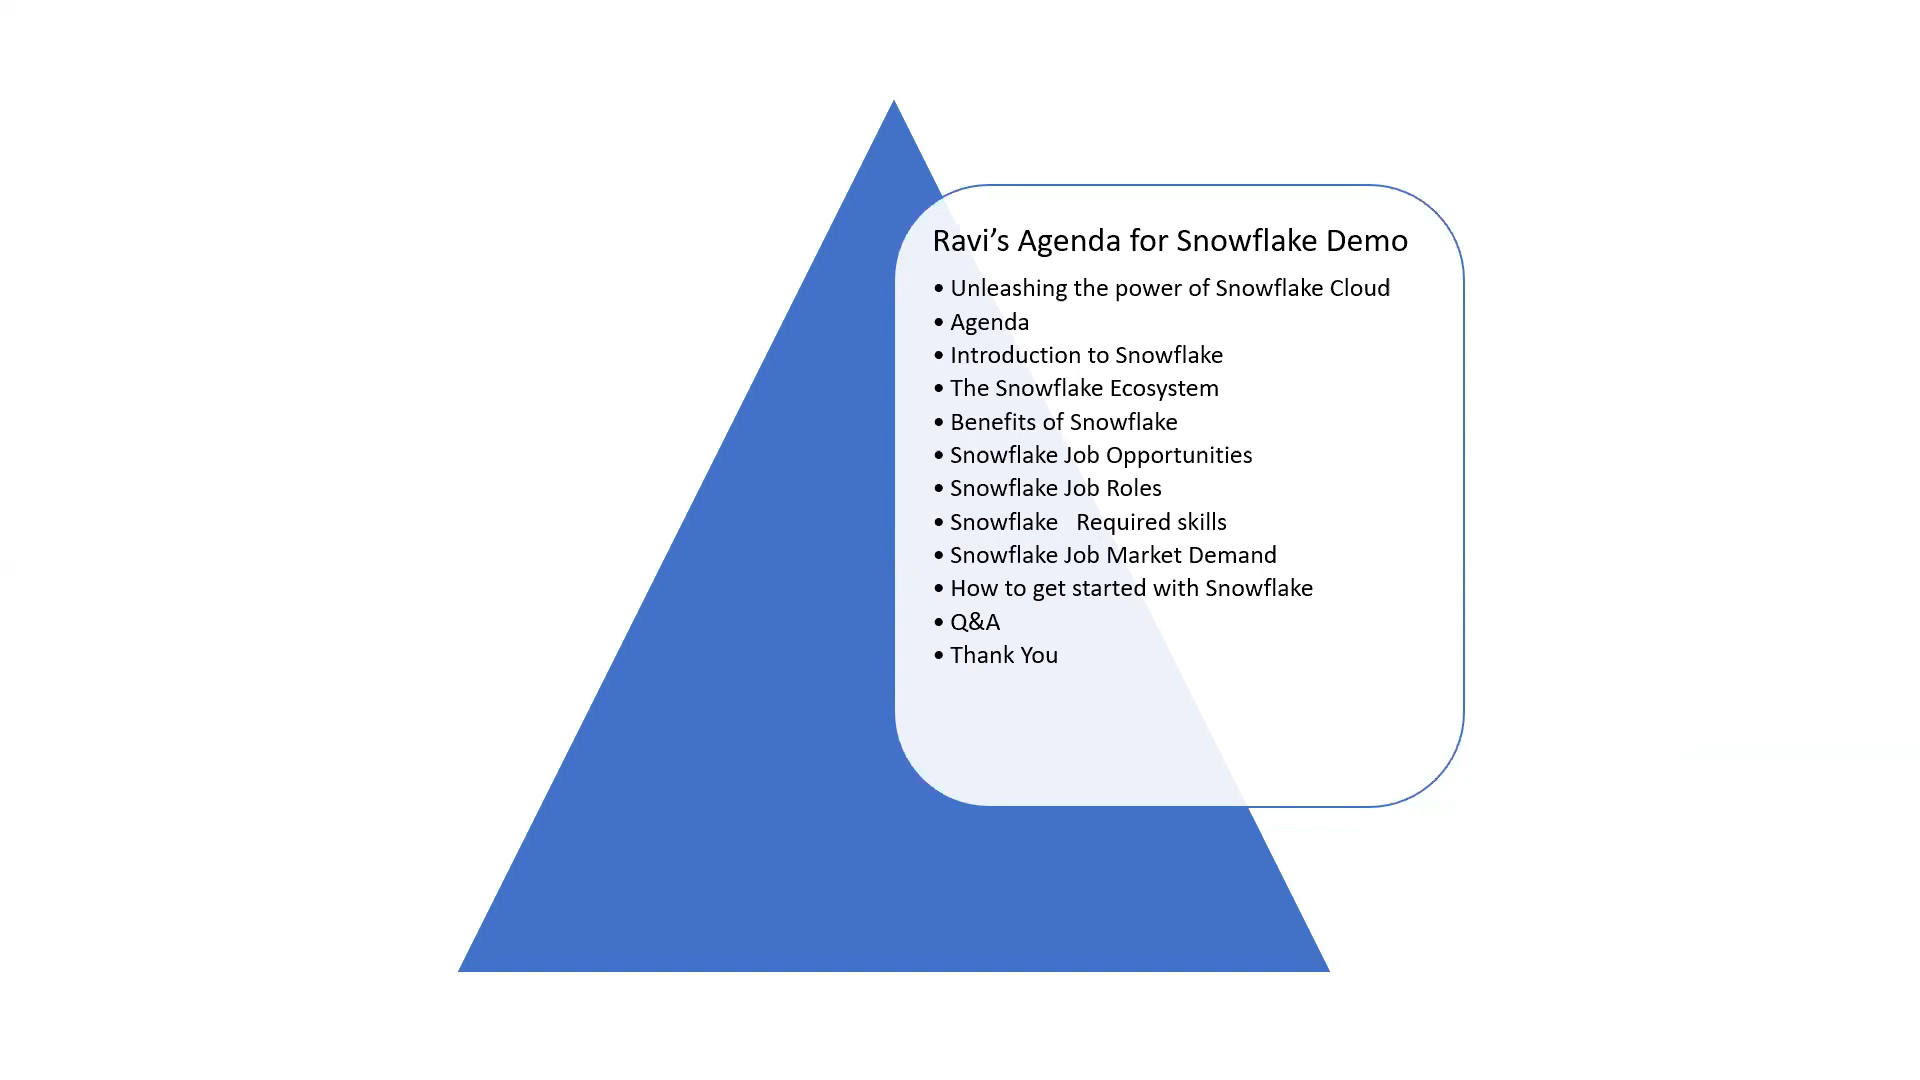 Ravi’s Agenda for Snowflake Demo
• Unleashing the power of Snowflake Cloud
• Agenda
• Introduction to Snowflake
• The Snowflake Ecosystem
• Benefits of Snowflake
• Snowflake Job Opportunities
• Snowflake Job Roles
• Snowflake   Required skills
• Snowflake Job Market Demand
• How to get started with Snowflake
• Q&A
• Thank You